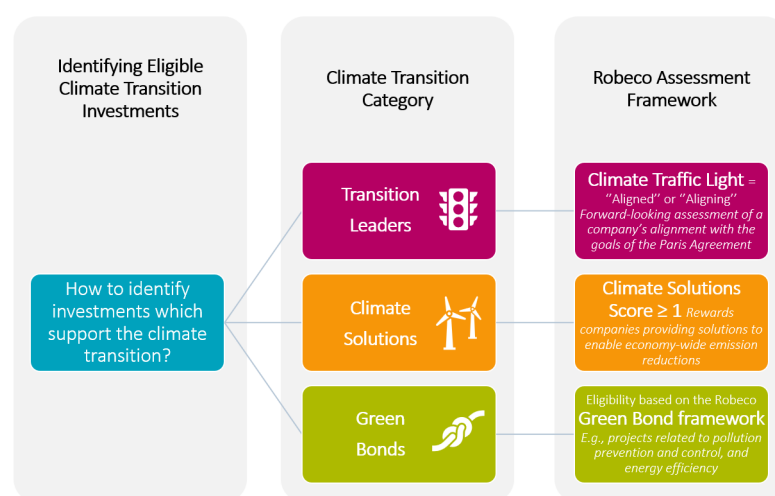 Identifying Eligible
Climate Transition
Investments
Climate Transition
Category
Robeco Assessment
Framework
How to identify
investments which
support the climate
transition?
Transition
Leaders
Climate Traffic Light =
“Aligned” or “Aligning”
Forward-looking assessment of a
company’s alignment with the
goals of the Paris Agreement
Climate
Solutions
Climate Solutions
Score ≥ 1 Rewards
companies providing solutions to
enable economy-wide emission
reductions
Green
Bonds
Eligibility based on the Robeco
Green Bond framework
E.g., projects related to pollution
prevention and control, and
energy efficiency